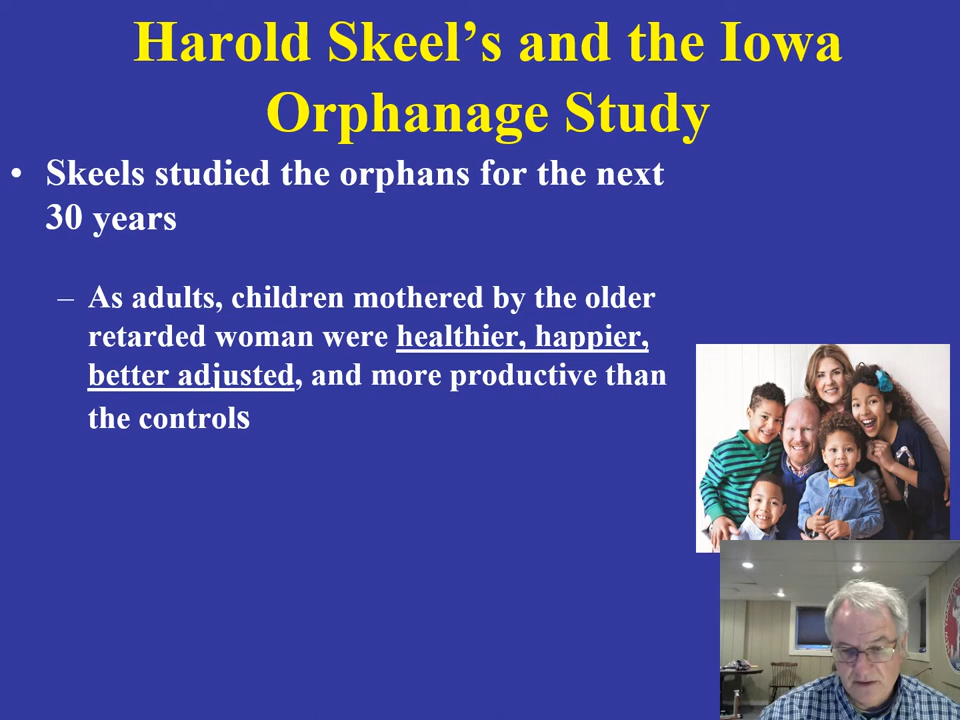 Harold Skeel's and the Iowa
Orphanage Study
• Skeels studied the orphans for the next
30 years
– As adults, children mothered by the older
retarded woman were healthier, happier,
better adjusted, and more productive than
the controls